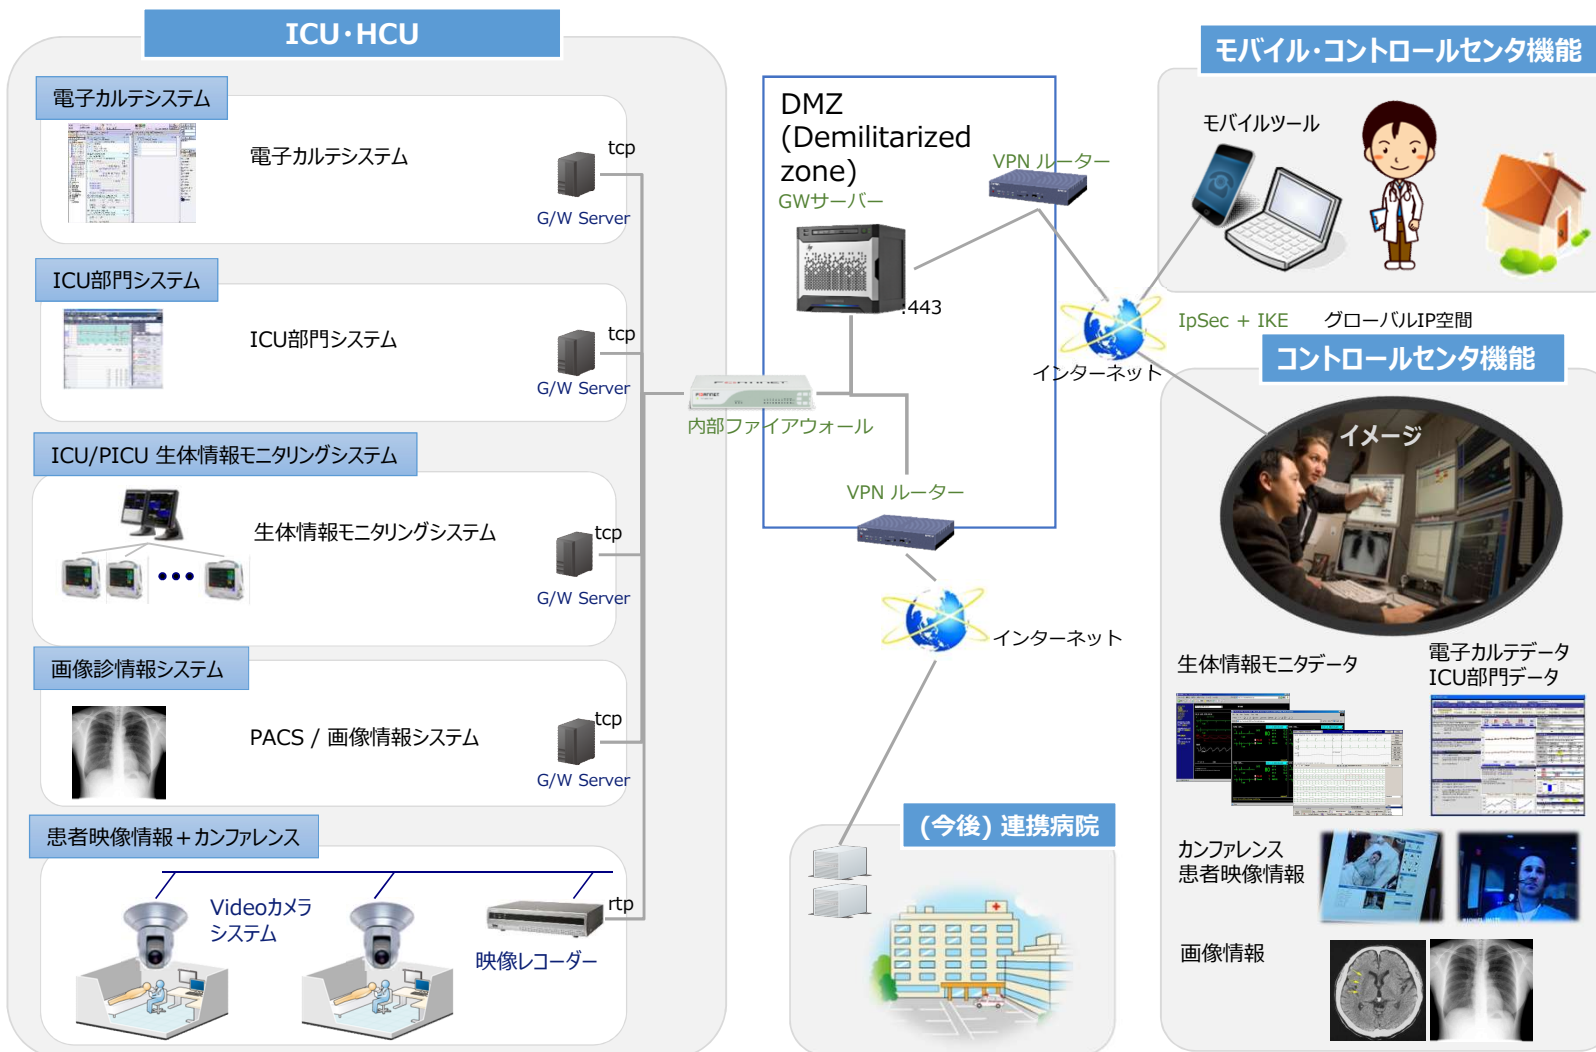 ICU・HCU
電子カルテシステム
電子カルテシステム
tcp
G/W Server
ICU部門システム
ICU部門システム
tcp
G/W Server
ICU/PICU 生体情報モニタリングシステム
生体情報モニタリングシステム
tcp
G/W Server
画像診情報システム
PACS / 画像情報システム
tcp
G/W Server
患者映像情報＋カンファレンス
Videoカメラ
システム
rtp
映像レコーダー
DMZ
(Demilitarized
zone)
GWサーバー
:443
VPN ルーター
FORTINET
内部ファイアウォール
VPN ルーター
インターネット
インターネット
(今後) 連携病院
モバイル・コントロールセンタ機能
モバイルツール
IpSec + IKE
グローバルIP空間
コントロールセンタ機能
イメージ
生体情報モニタデータ
電子カルテデータ
ICU部門データ
カンファレンス
患者映像情報
画像情報